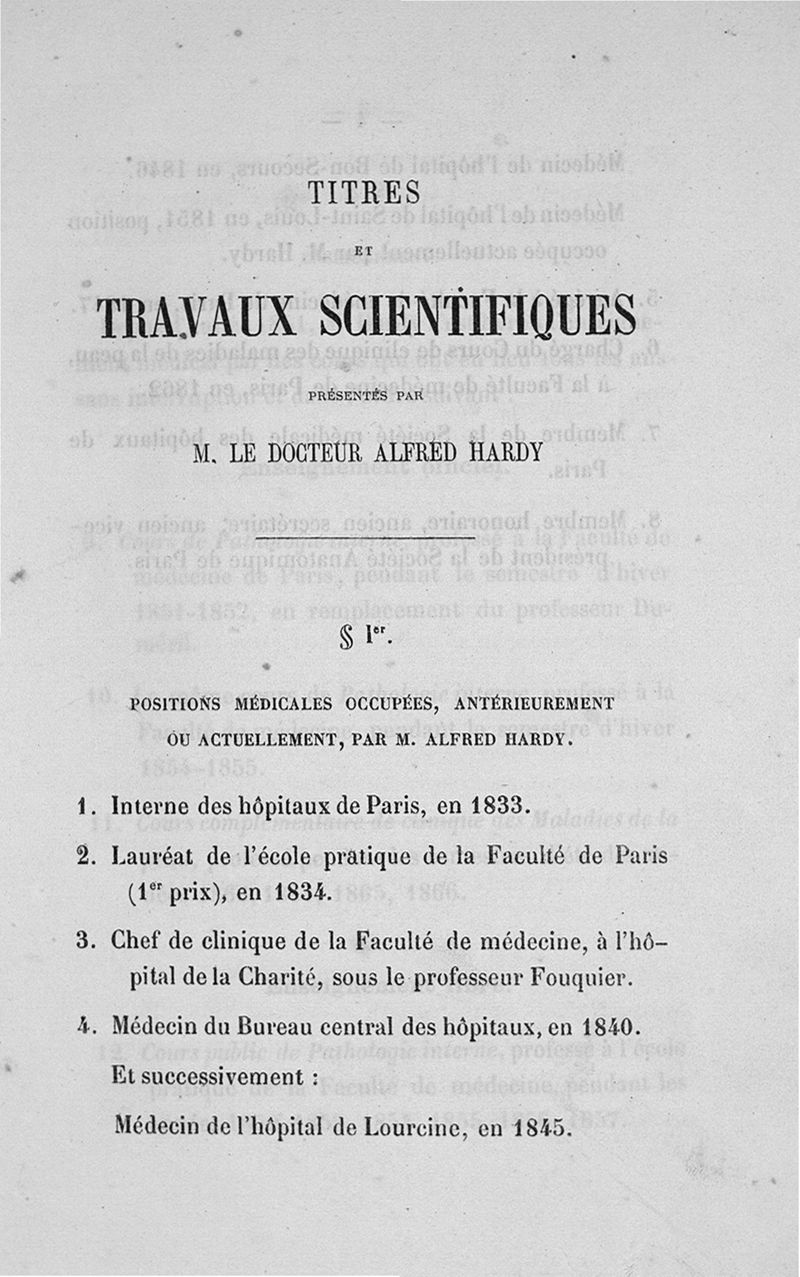 TITRES
ET
TRAVAUX SCIENTIFIQUES
PRÉSENTÉS PAR
M. LE DOCTEUR ALFRED HARDY
§ 1er.
POSITIONS MÉDICALES OCCUPÉES, ANTÉRIEUREMENT
OU ACTUELLEMENT, PAR M. ALFRED HARDY.
1. Interne des hôpitaux de Paris, en 1833.
2. Lauréat de l'école pratique de la Faculté de Paris
(1er prix), en 1834.
3. Chef de clinique de la Faculté de médecine, à l'hô-
pital de la Charité, sous le professeur Fouquier.
4. Médecin du Bureau central des hôpitaux, en 1840.
Et successivement :
Médecin de l'hôpital de Lourcine, en 1845.